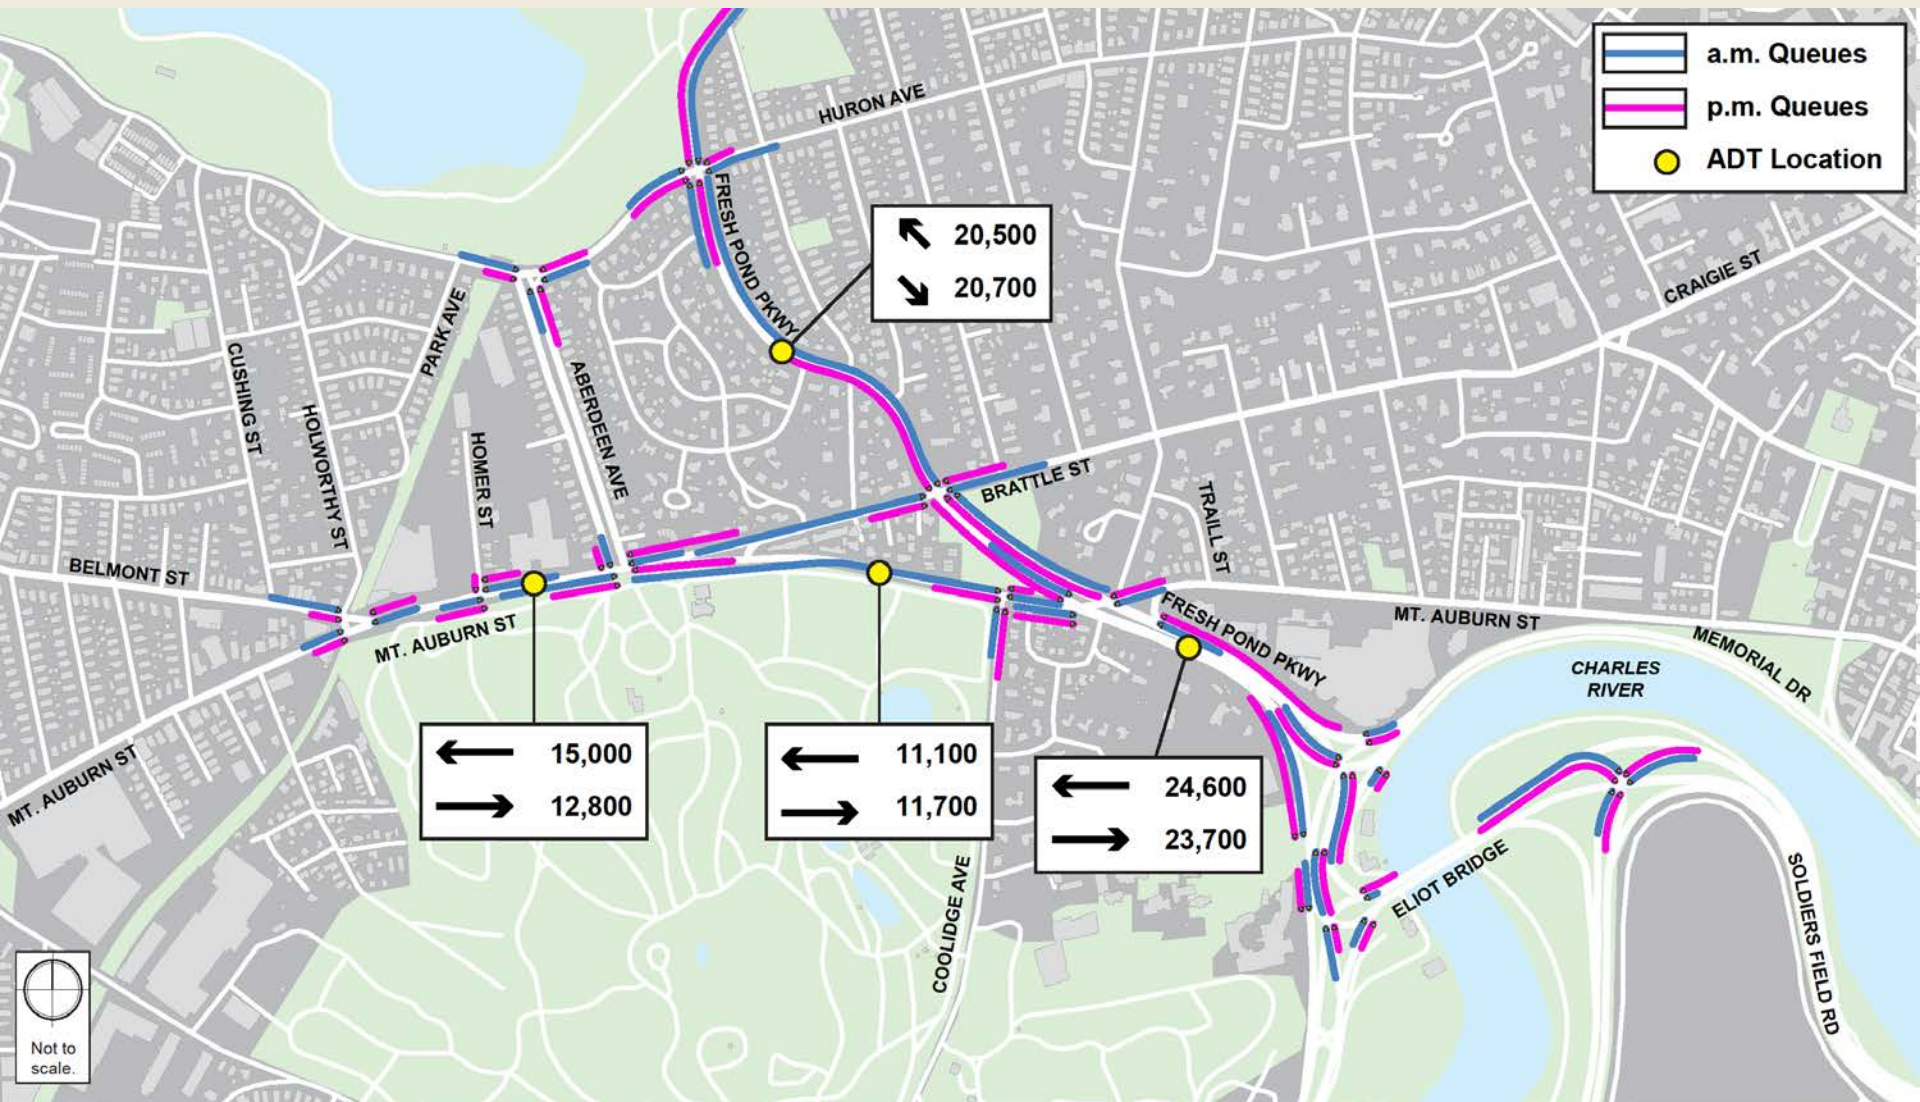 a.m. Queues
p.m. Queues
ADT Location
HURON AVE
FRESH POND PKWY
20,500
20,700
CRAIGIE ST
PARK AVE
CUSHING ST
HOLWORTHY ST
HOMER ST
ABERDEEN AVE
BRATTLE ST
TRAILL ST
BELMONT ST
MT. AUBURN ST
FRESH POND PKWY
MT. AUBURN ST
MEMORIAL DR
CHARLES
RIVER
MT. AUBURN ST
15,000
12,800
11,100
11,700
24,600
23,700
COOLIDGE AVE
ELIOT BRIDGE
SOLDIERS FIELD RD
Not to
scale.